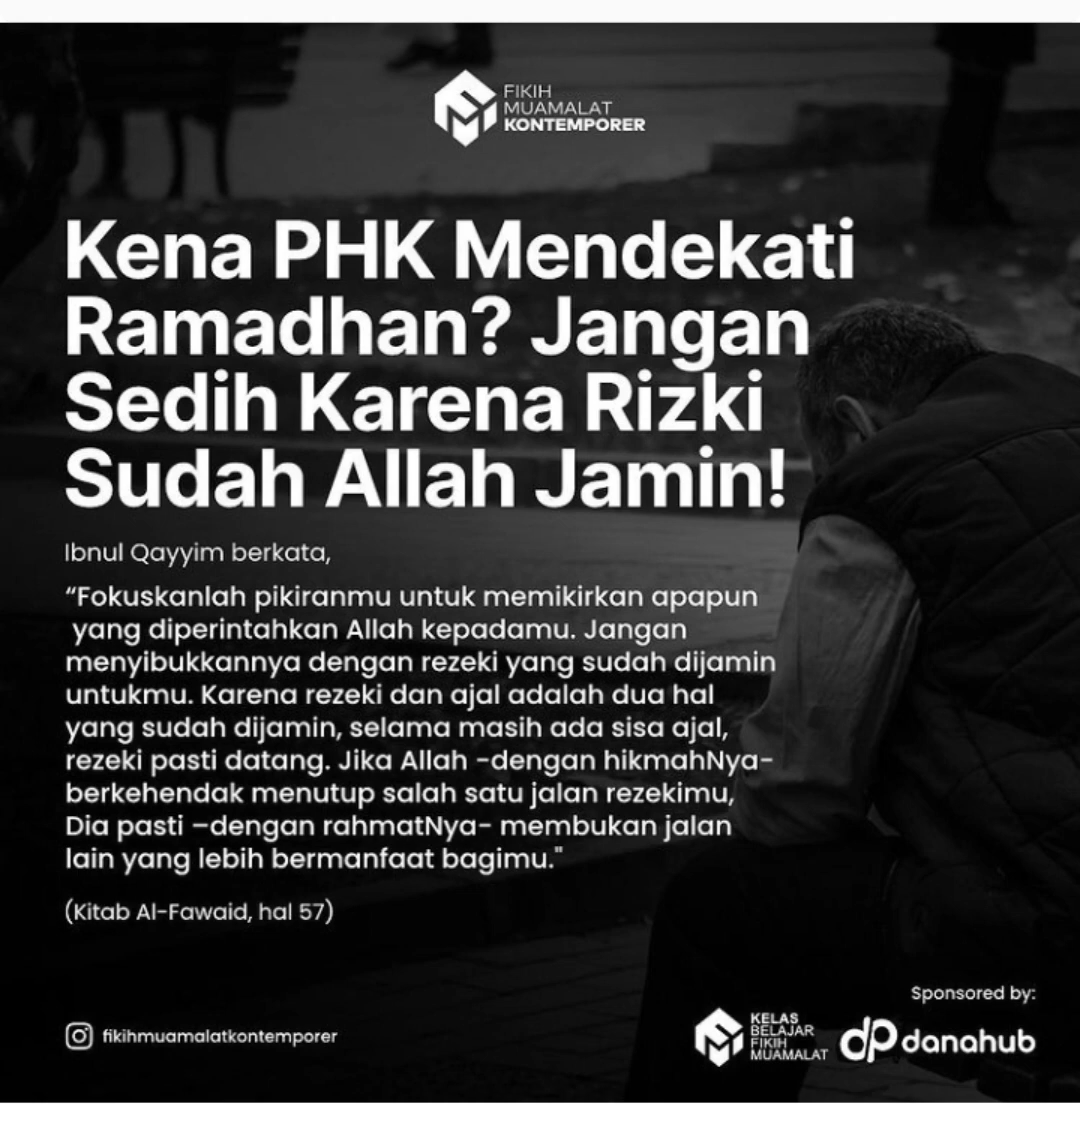 FIKIH
MUAMALAT
KONTEMPORER
Kena PHK Mendekati
Ramadhan? Jangan
Sedih Karena Rizki
Sudah Allah Jamin!
Ibnul Qayyim berkata,
“Fokuskanlah pikiranmu untuk memikirkan apapun
yang diperintahkan Allah kepadamu. Jangan
menyibukkannya dengan rezeki yang sudah dijamin
untukmu. Karena rezeki dan ajal adalah dua hal
yang sudah dijamin, selama masih ada sisa ajal,
rezeki pasti datang. Jika Allah -dengan hikmahNya-
berkehendak menutup salah satu jalan rezekimu,
Dia pasti –dengan rahmatNya- membukan jalan
lain yang lebih bermanfaat bagimu."
(Kitab Al-Fawaid, hal 57)
Sponsored by:
fikihmuamalatkontemporer
KELAS
BELAJAR
FIKIH
MUAMALAT
dp danahub